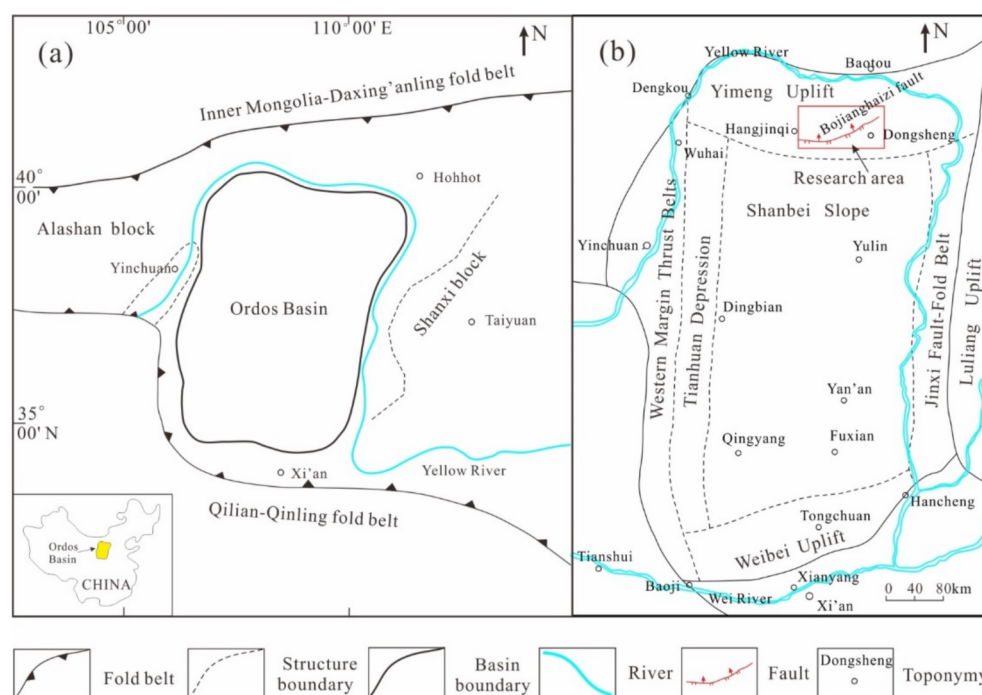 105°00'
110°00' E
(a)
N
Inner Mongolia-Daxing'anling fold belt
40°
00'
Hohhot
Alashan block
Yinchuan
Ordos Basin
Shanxi block
Taiyuan
35°
00' N
Xi'an
Yellow River
Qilian-Qinling fold belt
Ordos
Basin
CHINA
(b)
N
Yellow River
Baotou
Dengkou
Yimeng Uplift
Bojianghaizi fault
Hangjinqi
Dongsheng
Wuhai
Research area
Western Margin Thrust Belts
Tianhuan Depression
Shanbei Slope
Yinchuan
Yulin
Jinxi Fault-Fold Belt
Luliang Uplift
Dingbian
Yan'an
Qingyang
Fuxian
Hancheng
Tongchuan
Weibei Uplift
Tianshui
Baoji
Wei River
Xianyang
Xi'an
0 40 80km
Fold belt
Structure
boundary
Basin
boundary
River
Fault
Dongsheng
Toponymy